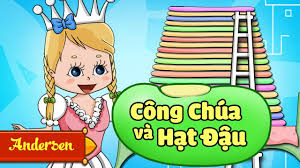 Công Chúa
và Hạt Đậu
Andersen